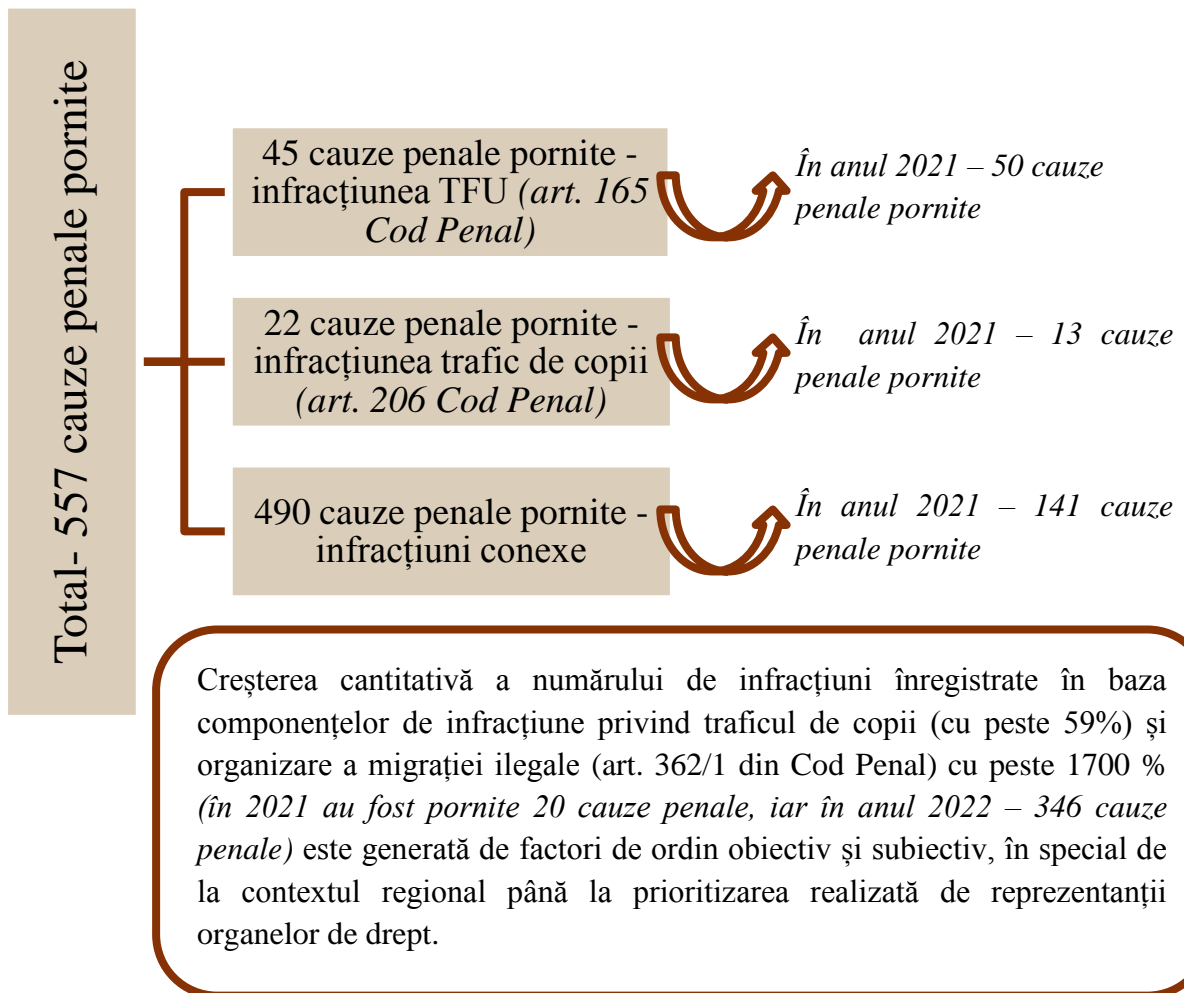 Total- 557 cauze penale pornite
45 cauze penale pornite -
infracțiunea TFU (art. 165
Cod Penal)
În anul 2021 – 50 cauze
penale pornite
22 cauze penale pornite -
infracțiunea trafic de copii
(art. 206 Cod Penal)
În anul 2021 – 13 cauze
penale pornite
490 cauze penale pornite -
infracțiuni conexe
În anul 2021 – 141 cauze
penale pornite
Creșterea cantitativă a numărului de infracțiuni înregistrate în baza
componențelor de infracțiune privind traficul de copii (cu peste 59%) și
organizare a migrației ilegale (art. 362/1 din Cod Penal) cu peste 1700 %
(în 2021 au fost pornite 20 cauze penale, iar în anul 2022 – 346 cauze
penale) este generată de factori de ordin obiectiv și subiectiv, în special de
la contextul regional până la prioritizarea realizată de reprezentanții
organelor de drept.